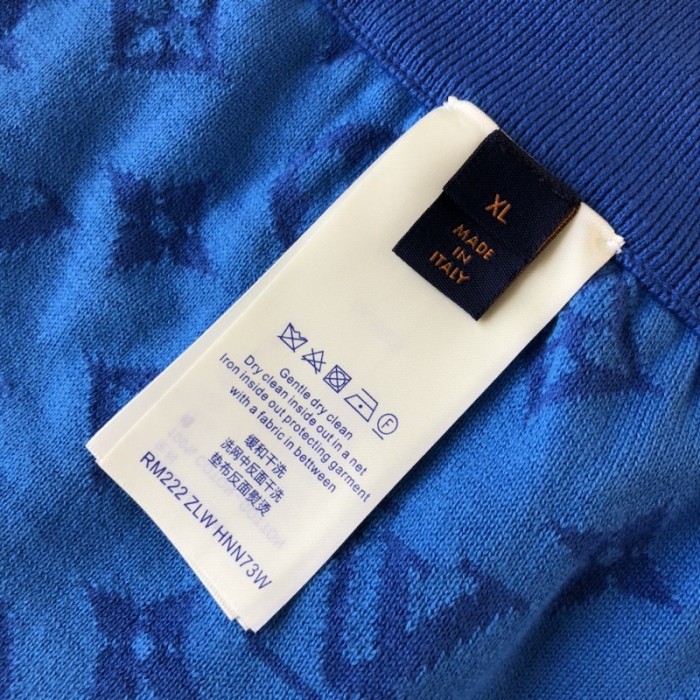 XL
MADE
IN
ITALY
Gentle dry clean
Dry clean inside out in a net
Iron inside out protecting garment
with a fabric in bettween
缓和干洗
洗网中反面干洗
垫布反面熨烫
RM222 ZLW HNN73W